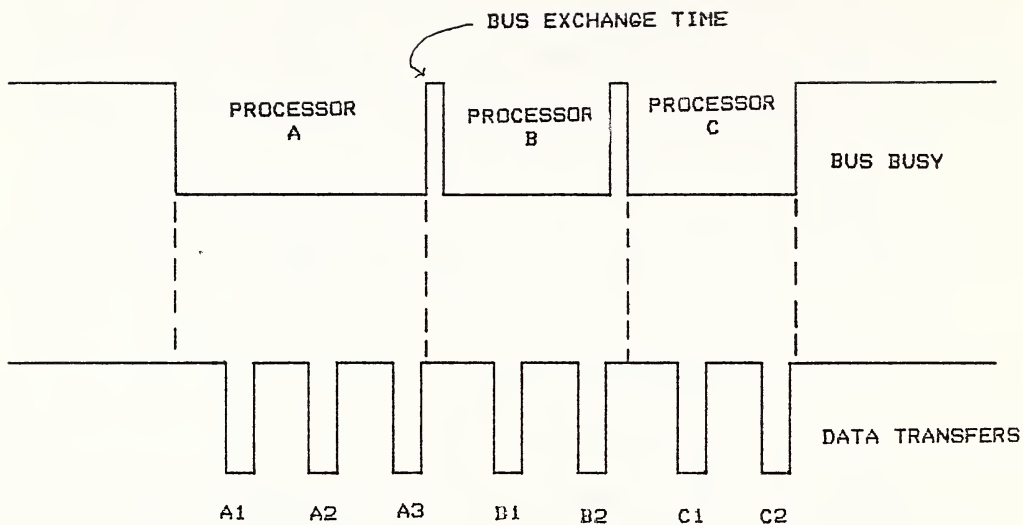 BUS EXCHANGE TIME
PROCESSOR
A
PROCESSOR
B
PROCESSOR
C
BUS BUSY
DATA TRANSFERS
A1 A2 A3 B1 B2 C1 C2